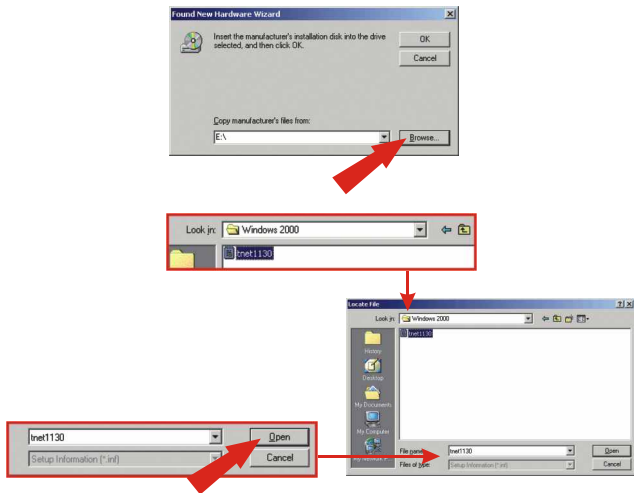 Found New Hardware Wizard
Insert the manufacturer's installation disk into the drive
selected, and then click OK.
OK
Cancel
Copy manufacturer's files from:
E:\
Browse...
Look in: Windows 2000
tnet1130
Locate File
Look in: Windows 2000
tnet1130
History
Desktop
My Documents
My Computer
File name: tnet1130 Open
Files of type: Setup Information (*.inf) Cancel
tnet1130 Open
Setup Information (*.inf) Cancel